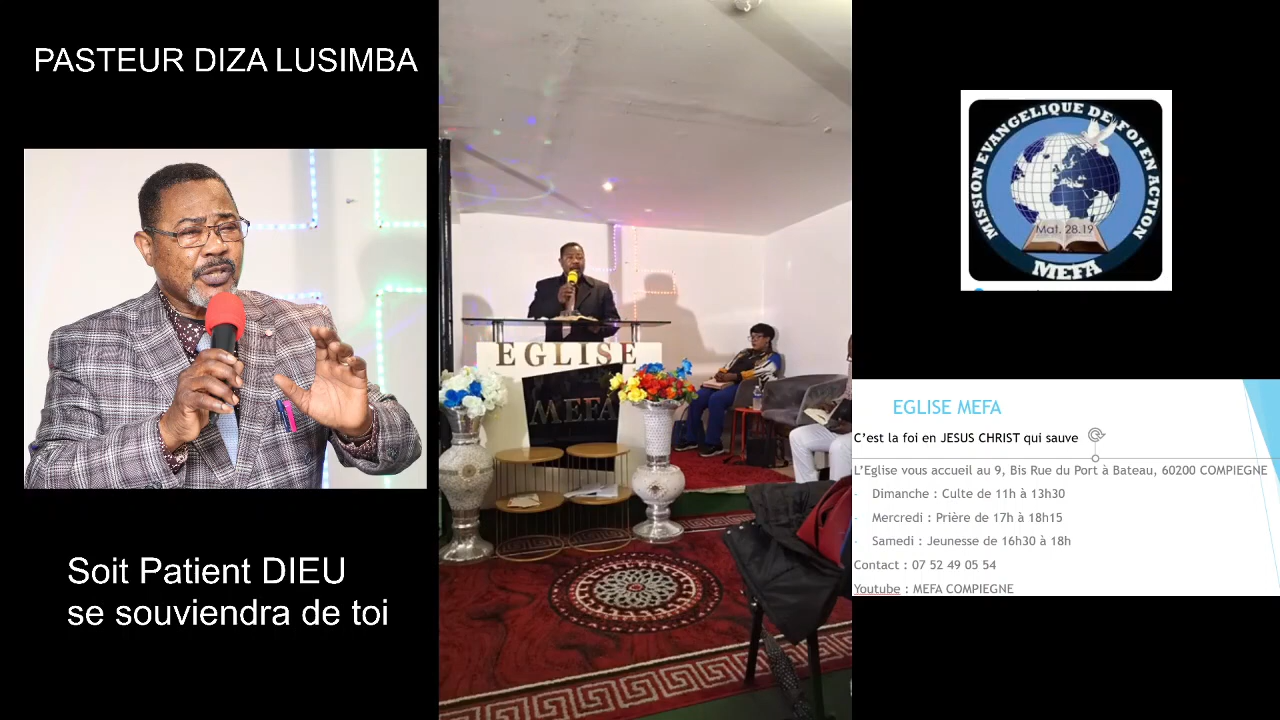 PASTEUR DIZA LUSIMBA
Soit Patient DIEU
se souviendra de toi
EGLISE
MEFA
MISSION EVANGELIQUE DE FOI EN ACTION
Mat. 28.19
MEFA
EGLISE MEFA
C’est la foi en JESUS CHRIST qui sauve
L’Eglise vous accueil au 9, Bis Rue du Port à Bateau, 60200 COMPIEGNE
- Dimanche : Culte de 11h à 13h30
- Mercredi : Prière de 17h à 18h15
- Samedi : Jeunesse de 16h30 à 18h
Contact : 07 52 49 05 54
Youtube : MEFA COMPIEGNE